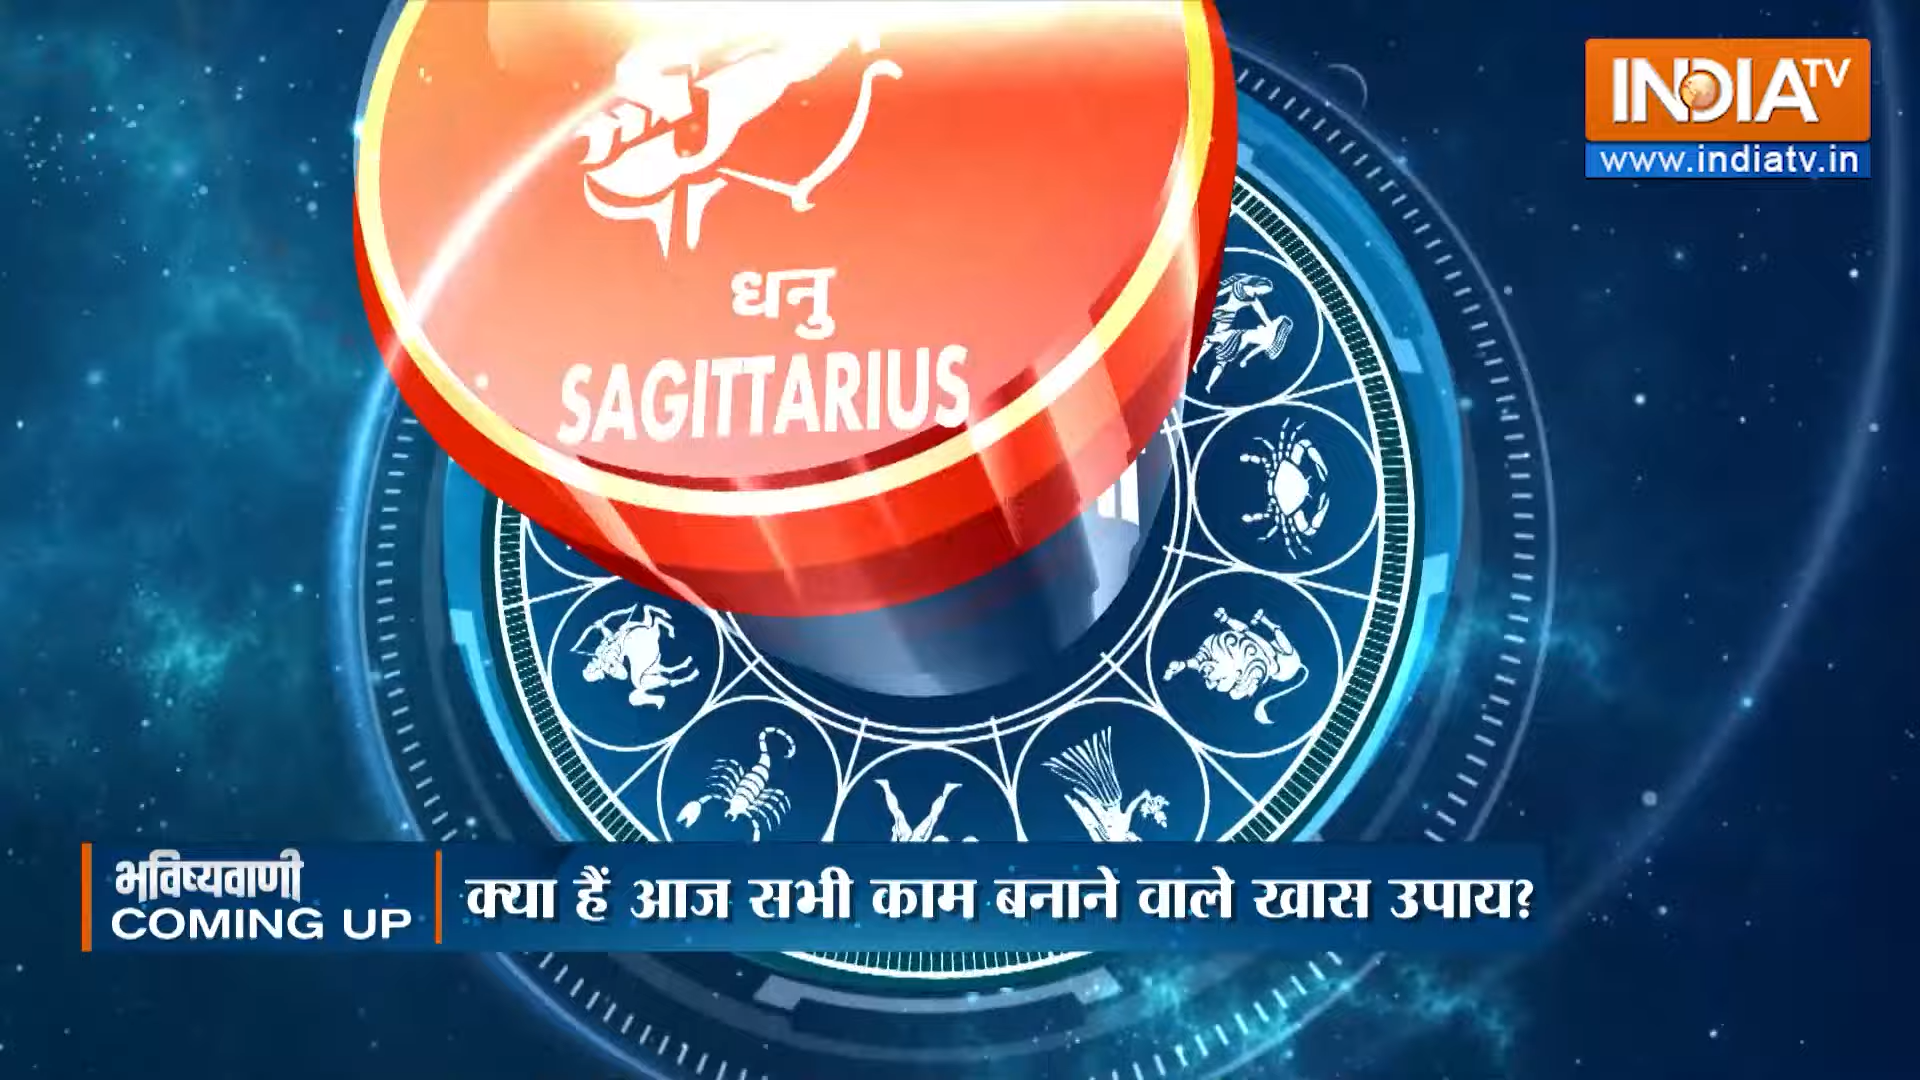 INDIA TV
www.indiatv.in
धनु
SAGITTARIUS
भविष्यवाणी
COMING UP
क्या हैं आज सभी काम बनाने वाले खास उपाय?